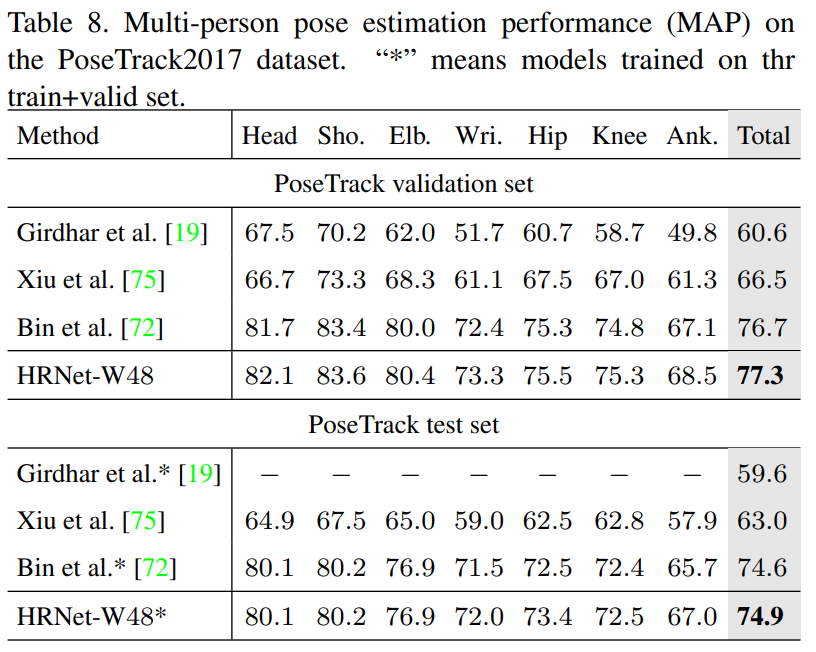 Table 8. Multi-person pose estimation performance (MAP) on
the PoseTrack2017 dataset. “*” means models trained on thr
train+valid set.
Method Head Sho. Elb. Wri. Hip Knee Ank. Total
PoseTrack validation set
Girdhar et al. [19] 67.5 70.2 62.0 51.7 60.7 58.7 49.8 60.6
Xiu et al. [75] 66.7 73.3 68.3 61.1 67.5 67.0 61.3 66.5
Bin et al. [72] 81.7 83.4 80.0 72.4 75.3 74.8 67.1 76.7
HRNet-W48 82.1 83.6 80.4 73.3 75.5 75.3 68.5 77.3
PoseTrack test set
Girdhar et al.* [19] − − − − − − − 59.6
Xiu et al. [75] 64.9 67.5 65.0 59.0 62.5 62.8 57.9 63.0
Bin et al.* [72] 80.1 80.2 76.9 71.5 72.5 72.4 65.7 74.6
HRNet-W48* 80.1 80.2 76.9 72.0 73.4 72.5 67.0 74.9